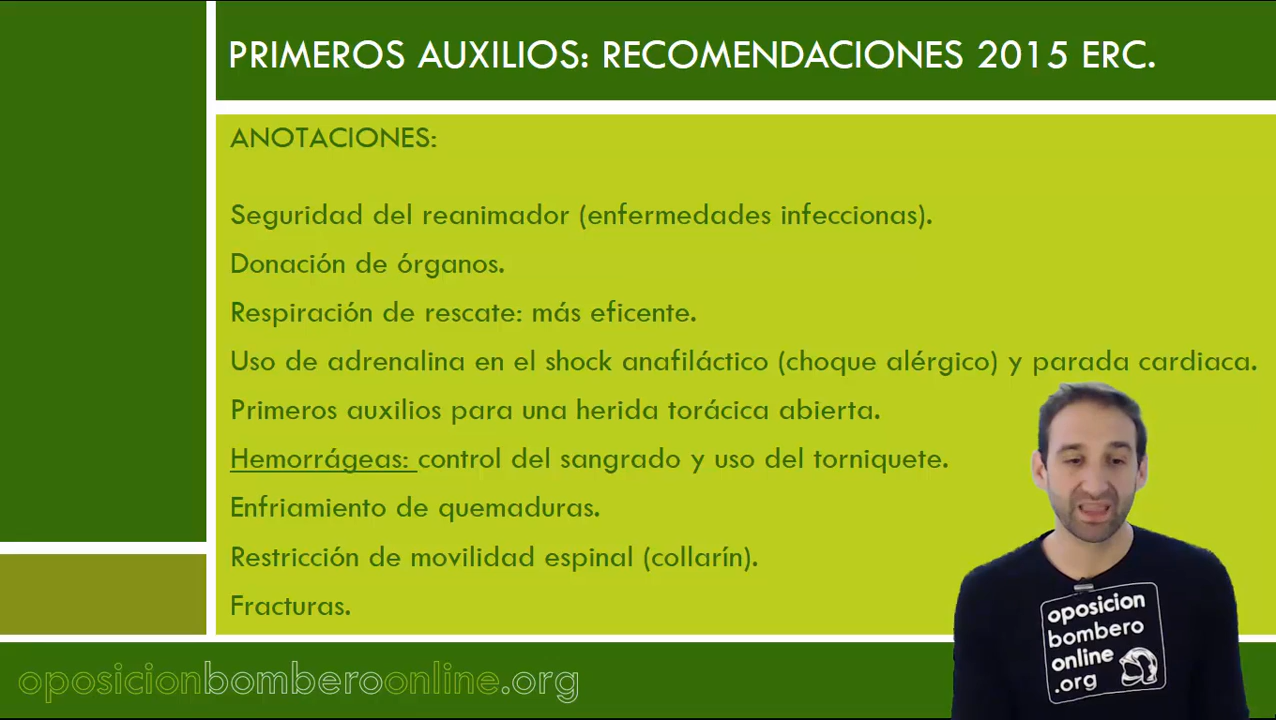 PRIMEROS AUXILIOS: RECOMENDACIONES 2015 ERC.
ANOTACIONES:
Seguridad del reanimador (enfermedades infeccionas).
Donación de órganos.
Respiración de rescate: más eficente.
Uso de adrenalina en el shock anafiláctico (choque alérgico) y parada cardiaca.
Primeros auxilios para una herida torácica abierta.
Hemorrágeas: control del sangrado y uso del torniquete.
Enfriamiento de quemaduras.
Restricción de movilidad espinal (collarín).
Fracturas.
oposicion
bombero
online
.org
oposicionbomberoonline.org